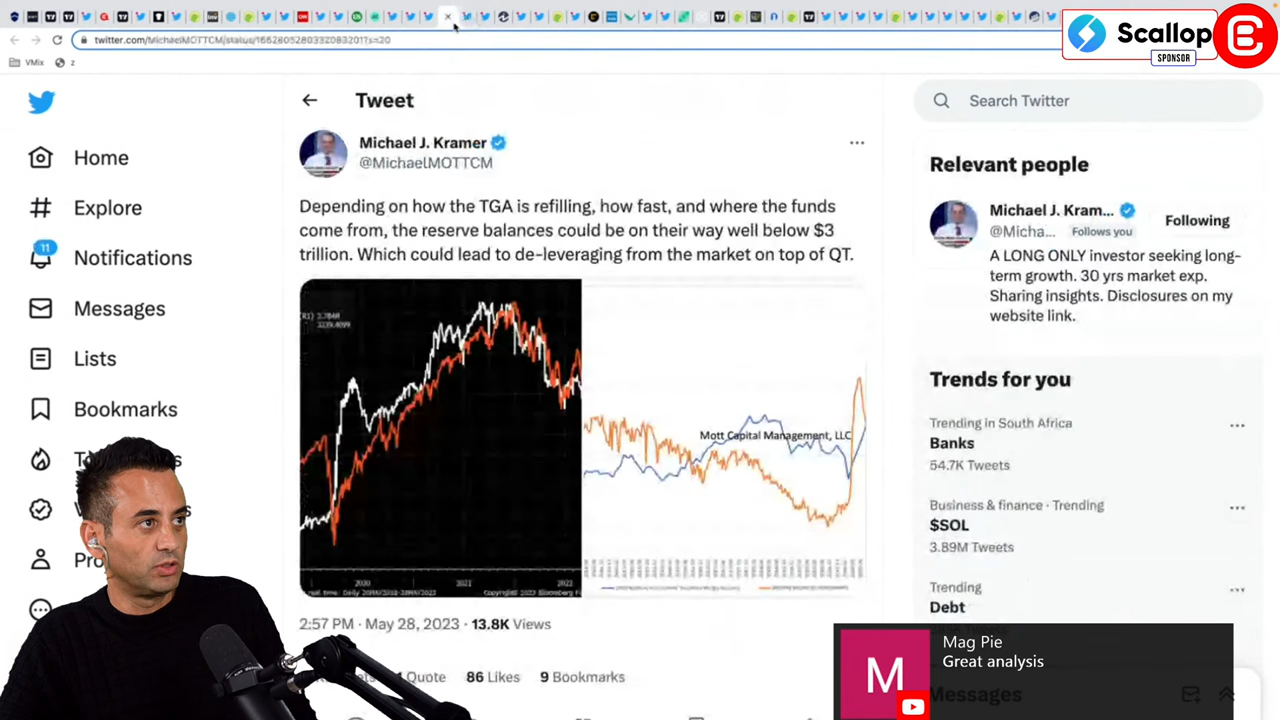 Scallop
SPONSOR
VMix
z
Tweet
Search Twitter
Michael J. Kramer
@MichaelMOTTCM
Depending on how the TGA is refilling, how fast, and where the funds
come from, the reserve balances could be on their way well below $3
trillion. Which could lead to de-leveraging from the market on top of QT.
Mott Capital Management, LLC
2020
2021
2022
2:57 PM · May 28, 2023 · 13.8K Views
Quote
86 Likes
9 Bookmarks
Home
Explore
11
Notifications
Messages
Lists
Bookmarks
Relevant people
Michael J. Kram...
@Micha...
Follows you
Following
A LONG ONLY investor seeking long-
term growth. 30 yrs market exp.
Sharing insights. Disclosures on my
website link.
Trends for you
Trending in South Africa
Banks
54.7K Tweets
Business & finance · Trending
$SOL
3.89M Tweets
Trending
Debt
M
Mag Pie
Great analysis
Messages